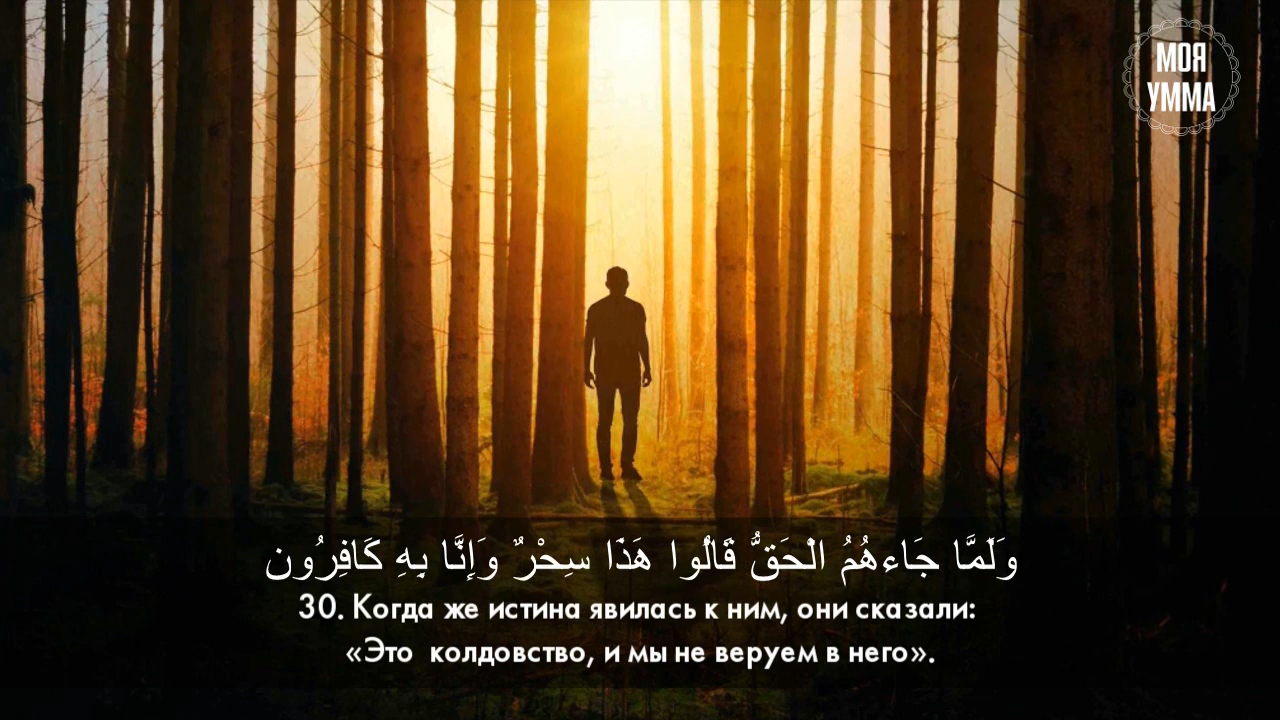 МОЯ
УММА
وَلَمَّا جَاءهُمُ الْحَقُّ قَالُوا هَذَا سِحْرٌ وَإِنَّا بِهِ كَافِرُون
30. Когда же истина явилась к ним, они сказали:
«Это колдовство, и мы не веруем в него».